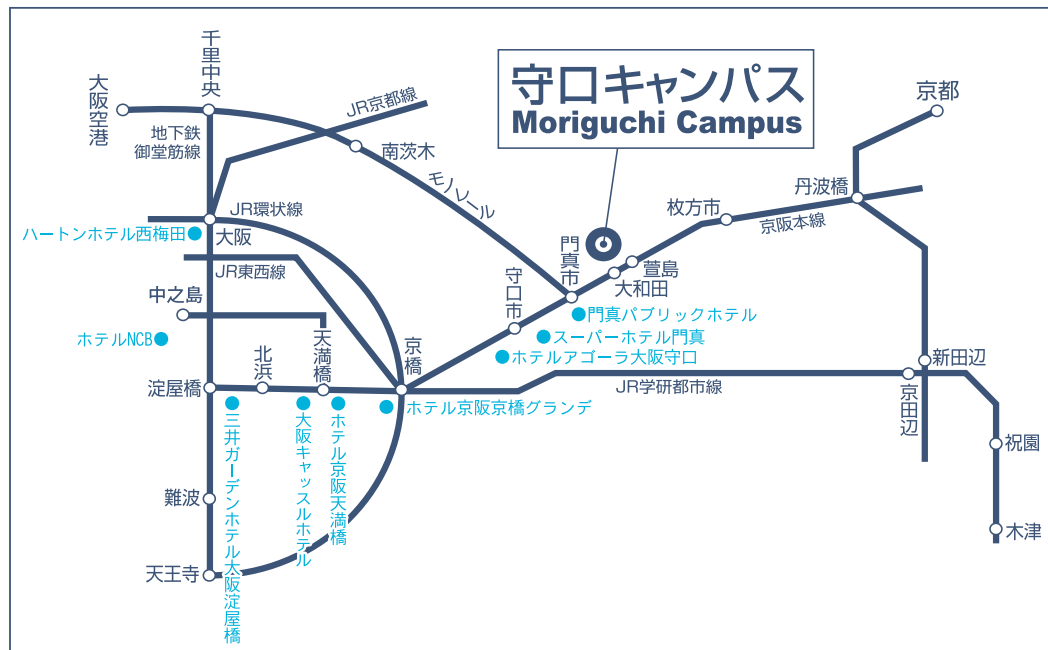 千里中央
大阪空港
守口キャンパス
Moriguchi Campus
京都
JR京都線
地下鉄
御堂筋線
南茨木
モノレール
丹波橋
枚方市
京阪本線
JR環状線
ハートンホテル西梅田
大阪
門真市
萱島
大和田
JR東西線
守口市
中之島
門真パブリックホテル
スーパーホテル門真
ホテルNCB
天満橋
北浜
京橋
ホテルアゴーラ大阪守口
新田辺
淀屋橋
JR学研都市線
京田辺
ホテル京阪京橋グランデ
三井ガーデンホテル大阪淀屋橋
大阪キャッスルホテル
ホテル京阪天満橋
祝園
難波
木津
天王寺